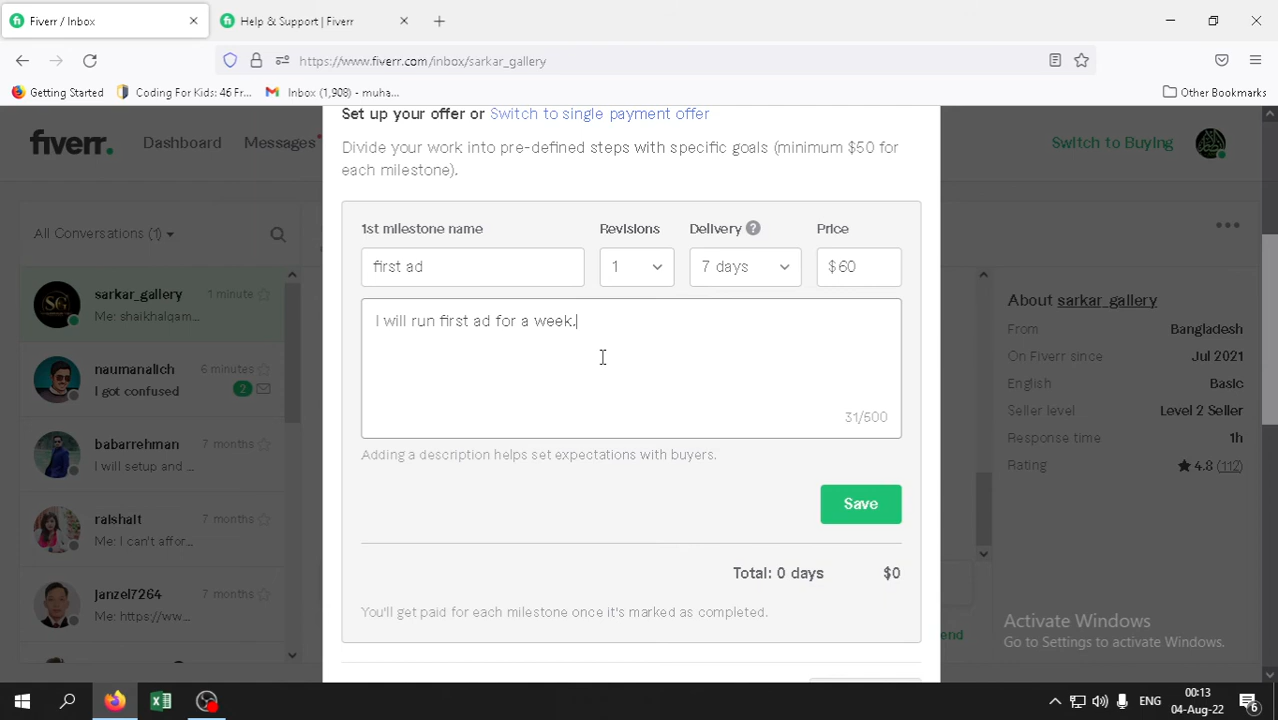 Fiverr / Inbox
Help & Support | Fiverr
https://www.fiverr.com/inbox/sarkar_gallery
Getting Started
Coding For Kids: 46 Fr...
Inbox (1,908) - muha...
Other Bookmarks
fiverr.
Dashboard
Messages
Switch to Buying
All Conversations (1)
sarkar_gallery
1 minute
Me: shaikhalqam...
naumanalich
6 minutes
I got confused
2
babarrehman
7 months
I will setup and ...
raishait
7 months
Me: I can't affor...
janzel7264
7 months
Me: https://ww...
Set up your offer or Switch to single payment offer
Divide your work into pre-defined steps with specific goals (minimum $50 for
each milestone).
1st milestone name
Revisions
Delivery ?
Price
first ad
1
7 days
$60
I will run first ad for a week.
31/500
Adding a description helps set expectations with buyers.
Save
Total: 0 days
$0
You'll get paid for each milestone once it's marked as completed.
About sarkar_gallery
From
Bangladesh
On Fiverr since
Jul 2021
English
Basic
Seller level
Level 2 Seller
Response time
1h
Rating
4.8 (112)
Activate Windows
Go to Settings to activate Windows.
ENG
00:13
04-Aug-22
6